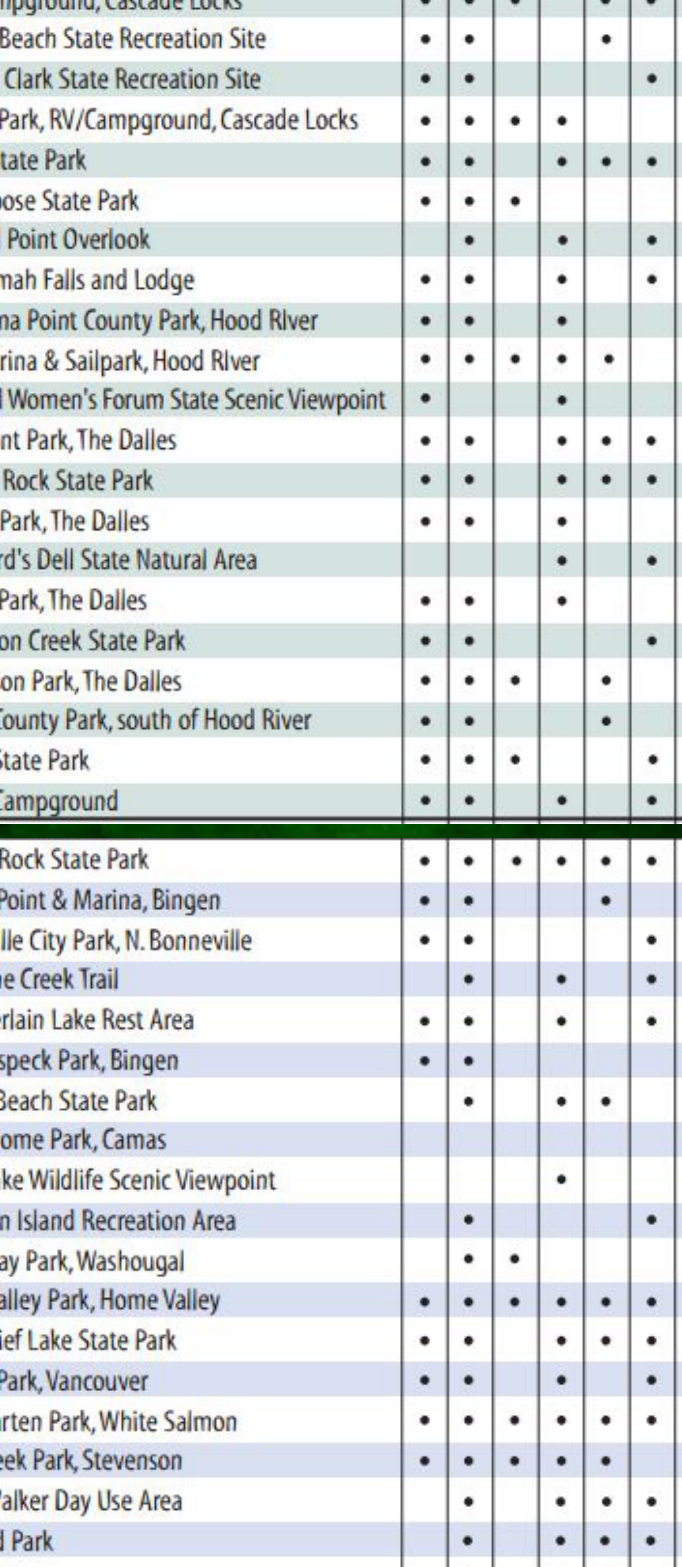 mpground, Cascade Locks
Beach State Recreation Site
Clark State Recreation Site
Park, RV/Campground, Cascade Locks
tate Park
oose State Park
Point Overlook
mah Falls and Lodge
na Point County Park, Hood RIver
rina & Sailpark, Hood RIver
Women's Forum State Scenic Viewpoint
nt Park, The Dalles
Rock State Park
Park, The Dalles
rd's Dell State Natural Area
Park, The Dalles
on Creek State Park
son Park, The Dalles
County Park, south of Hood River
State Park
Campground
Rock State Park
Point & Marina, Bingen
lle City Park, N. Bonneville
ne Creek Trail
erlain Lake Rest Area
speck Park, Bingen
Beach State Park
ome Park, Camas
ke Wildlife Scenic Viewpoint
n Island Recreation Area
ay Park, Washougal
alley Park, Home Valley
ief Lake State Park
Park, Vancouver
arten Park, White Salmon
eek Park, Stevenson
Walker Day Use Area
d Park